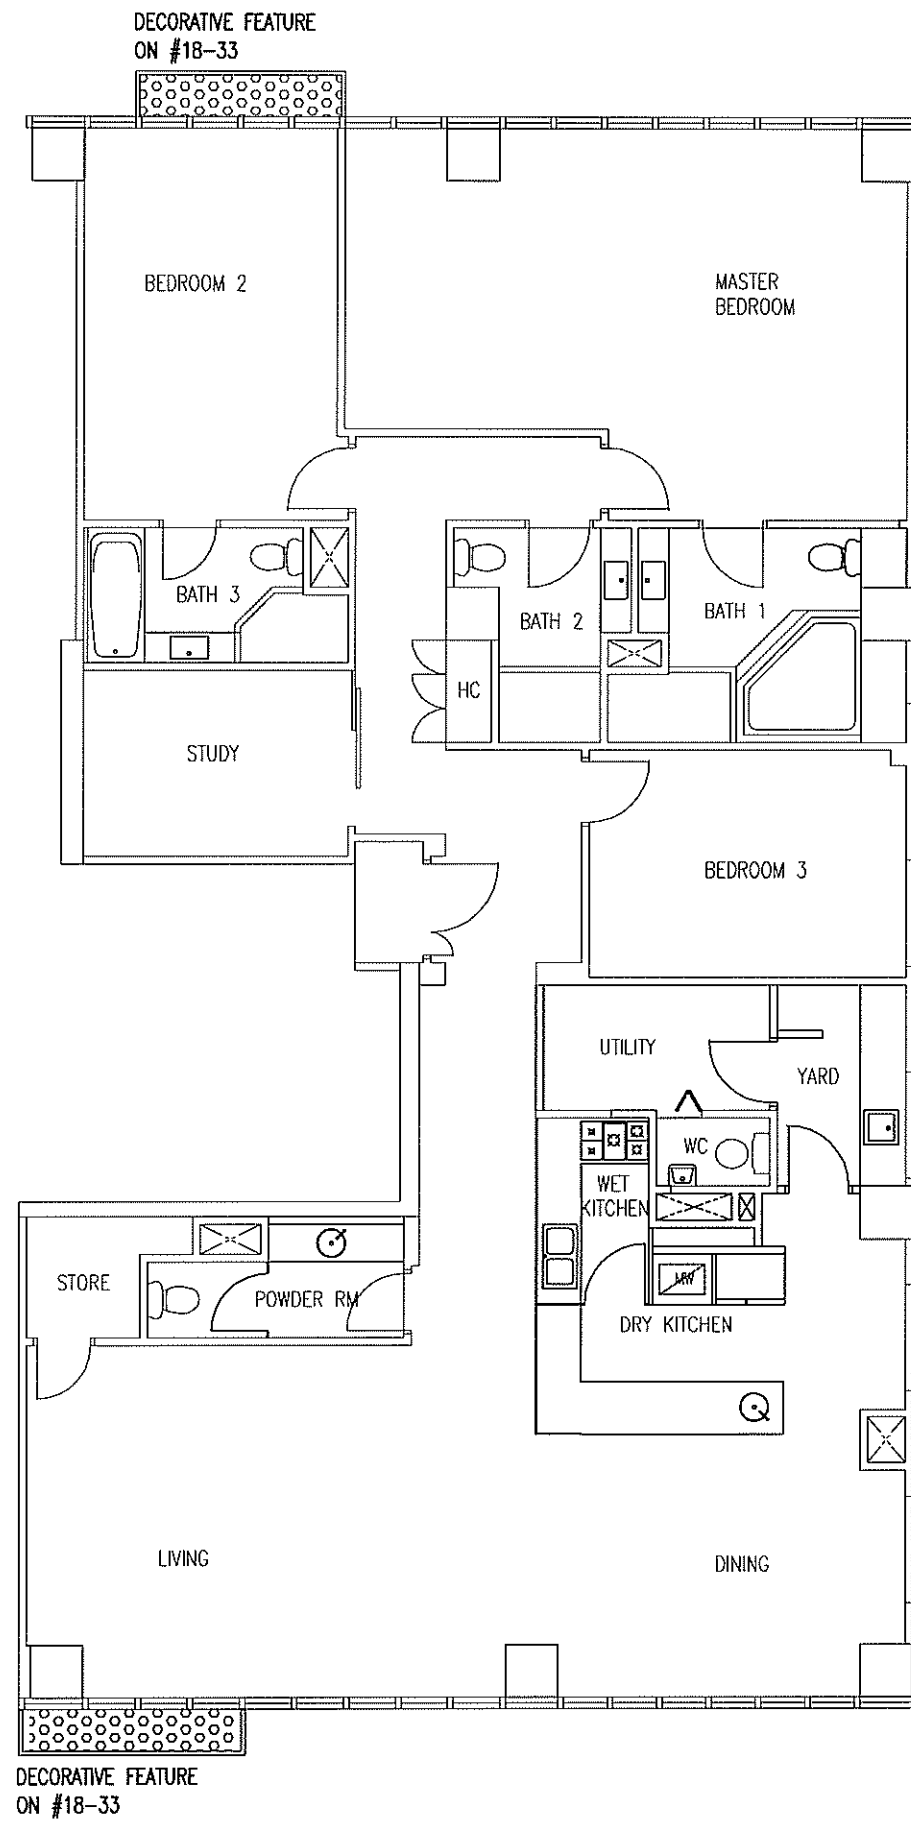 DECORATIVE FEATURE
ON #18-33
BEDROOM 2
MASTER
BEDROOM
BATH 3
BATH 2
BATH 1
HC
STUDY
BEDROOM 3
UTILITY
YARD
WC
WET
KITCHEN
STORE
POWDER RM
MW
DRY KITCHEN
LIVING
DINING
DECORATIVE FEATURE
ON #18-33